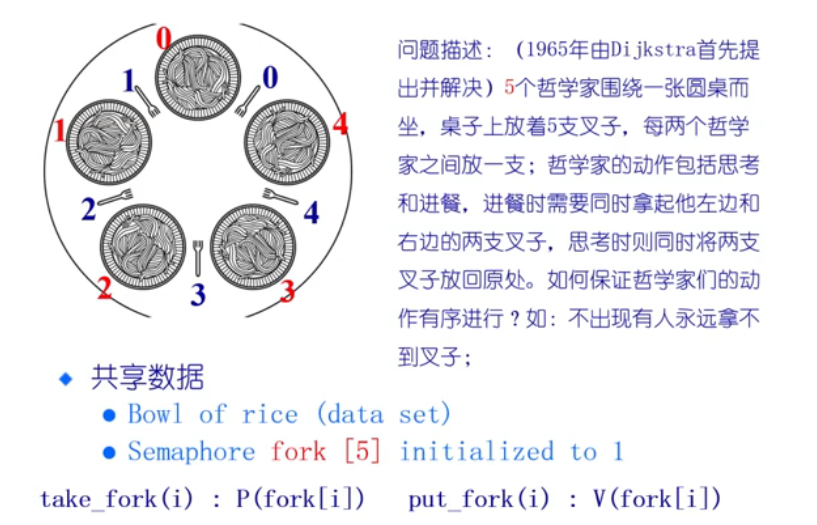 0
1
0
1
4
2
4
2
3
3
问题描述：（1965年由Dijkstra首先提
出并解决）5个哲学家围绕一张圆桌而
坐，桌子上放着5支叉子，每两个哲学
家之间放一支；哲学家的动作包括思考
和进餐，进餐时需要同时拿起他左边和
右边的两支叉子，思考时则同时将两支
叉子放回原处。如何保证哲学家们的动
作有序进行？如：不出现有人永远拿不
到叉子；
◆ 共享数据
● Bowl of rice (data set)
● Semaphore fork [5] initialized to 1
take_fork(i) : P(fork[i]) put_fork(i) : V(fork[i])